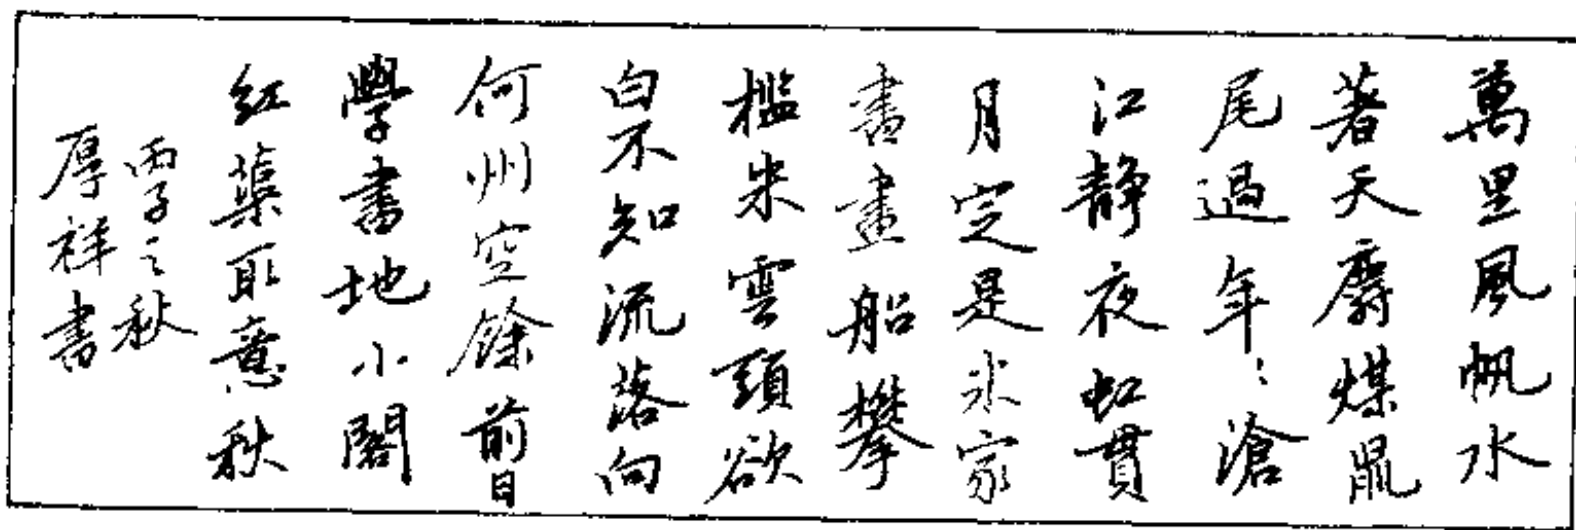 萬里風帆水
著天麝煤鼠
尾過年〻滄
江静夜虹貫
月定是米家
書畫船攀
檻朱雲頭欲
白不知流落向
何州空餘前日
學書地小閣
紅蕖取意秋
丙子之秋
厚祥書